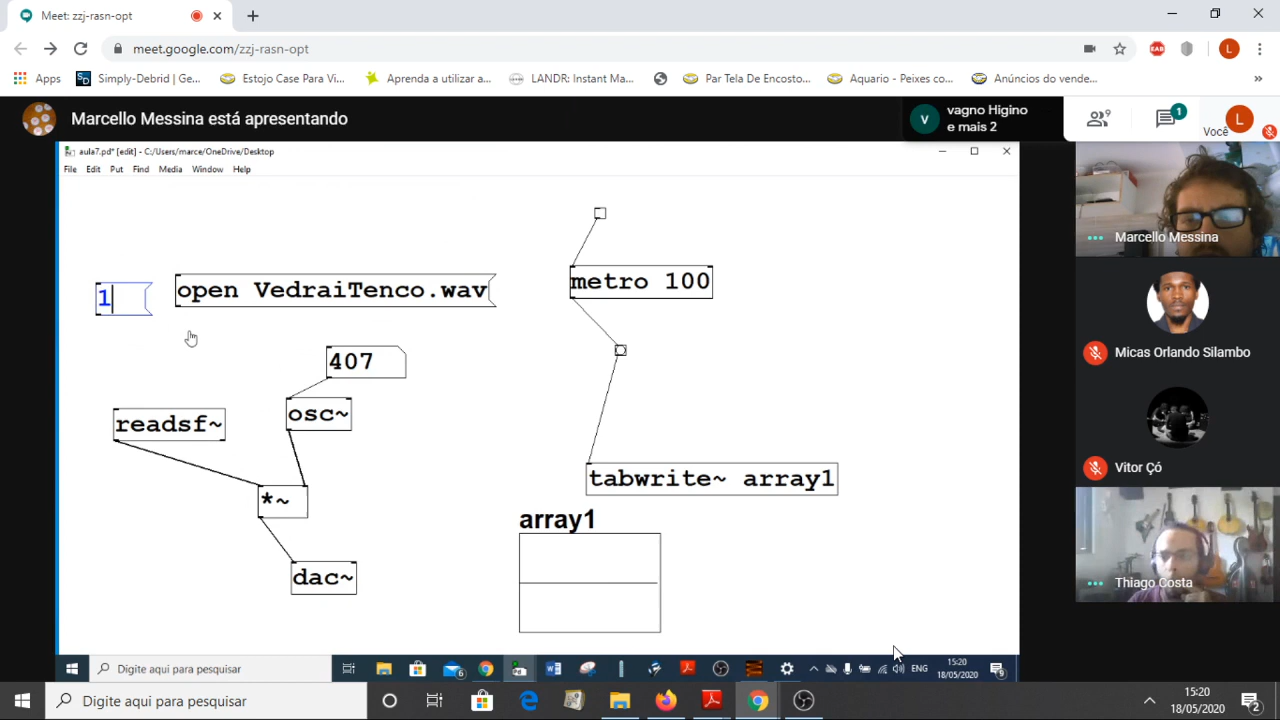 Meet: zzj-rasn-opt
meet.google.com/zzj-rasn-opt
Apps
Simply-Debrid | Ge...
Estojo Case Para Vi...
Aprenda a utilizar a...
LANDR: Instant Ma...
Par Tela De Encosto...
Aquario - Peixes co...
Anúncios do vende...
Marcello Messina está apresentando
vagno Higino
e mais 2
1
Você
aula7.pd* [edit] - C:/Users/marce/OneDrive/Desktop
File Edit Put Find Media Window Help
1
open VedraiTenco.wav
metro 100
407
readsf~
osc~
*~
dac~
tabwrite~ array1
array1
Marcello Messina
Micas Orlando Silambo
Vitor Çó
Thiago Costa
Digite aqui para pesquisar
6
ENG
15:20
18/05/2020
9
Digite aqui para pesquisar
15:20
18/05/2020
2